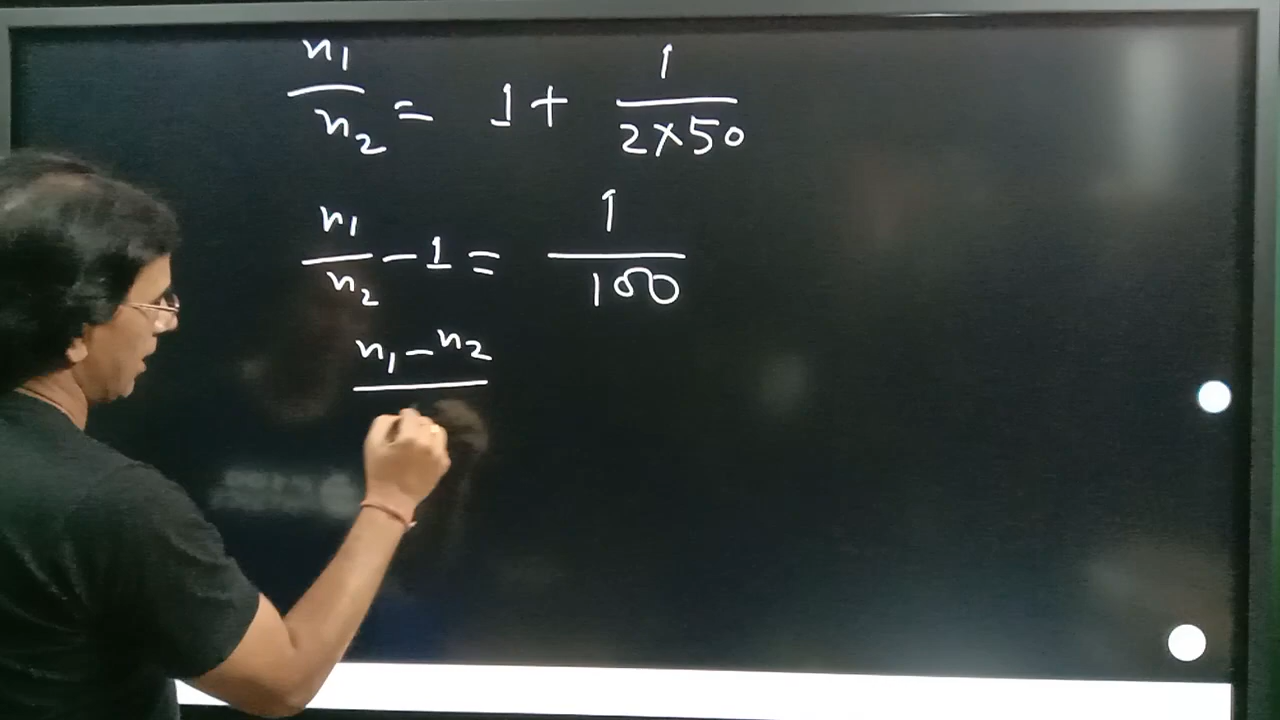 n₁/n₂ = 1 + 1/(2×50)
n₁/n₂ − 1 = 1/100
n₁ − n₂